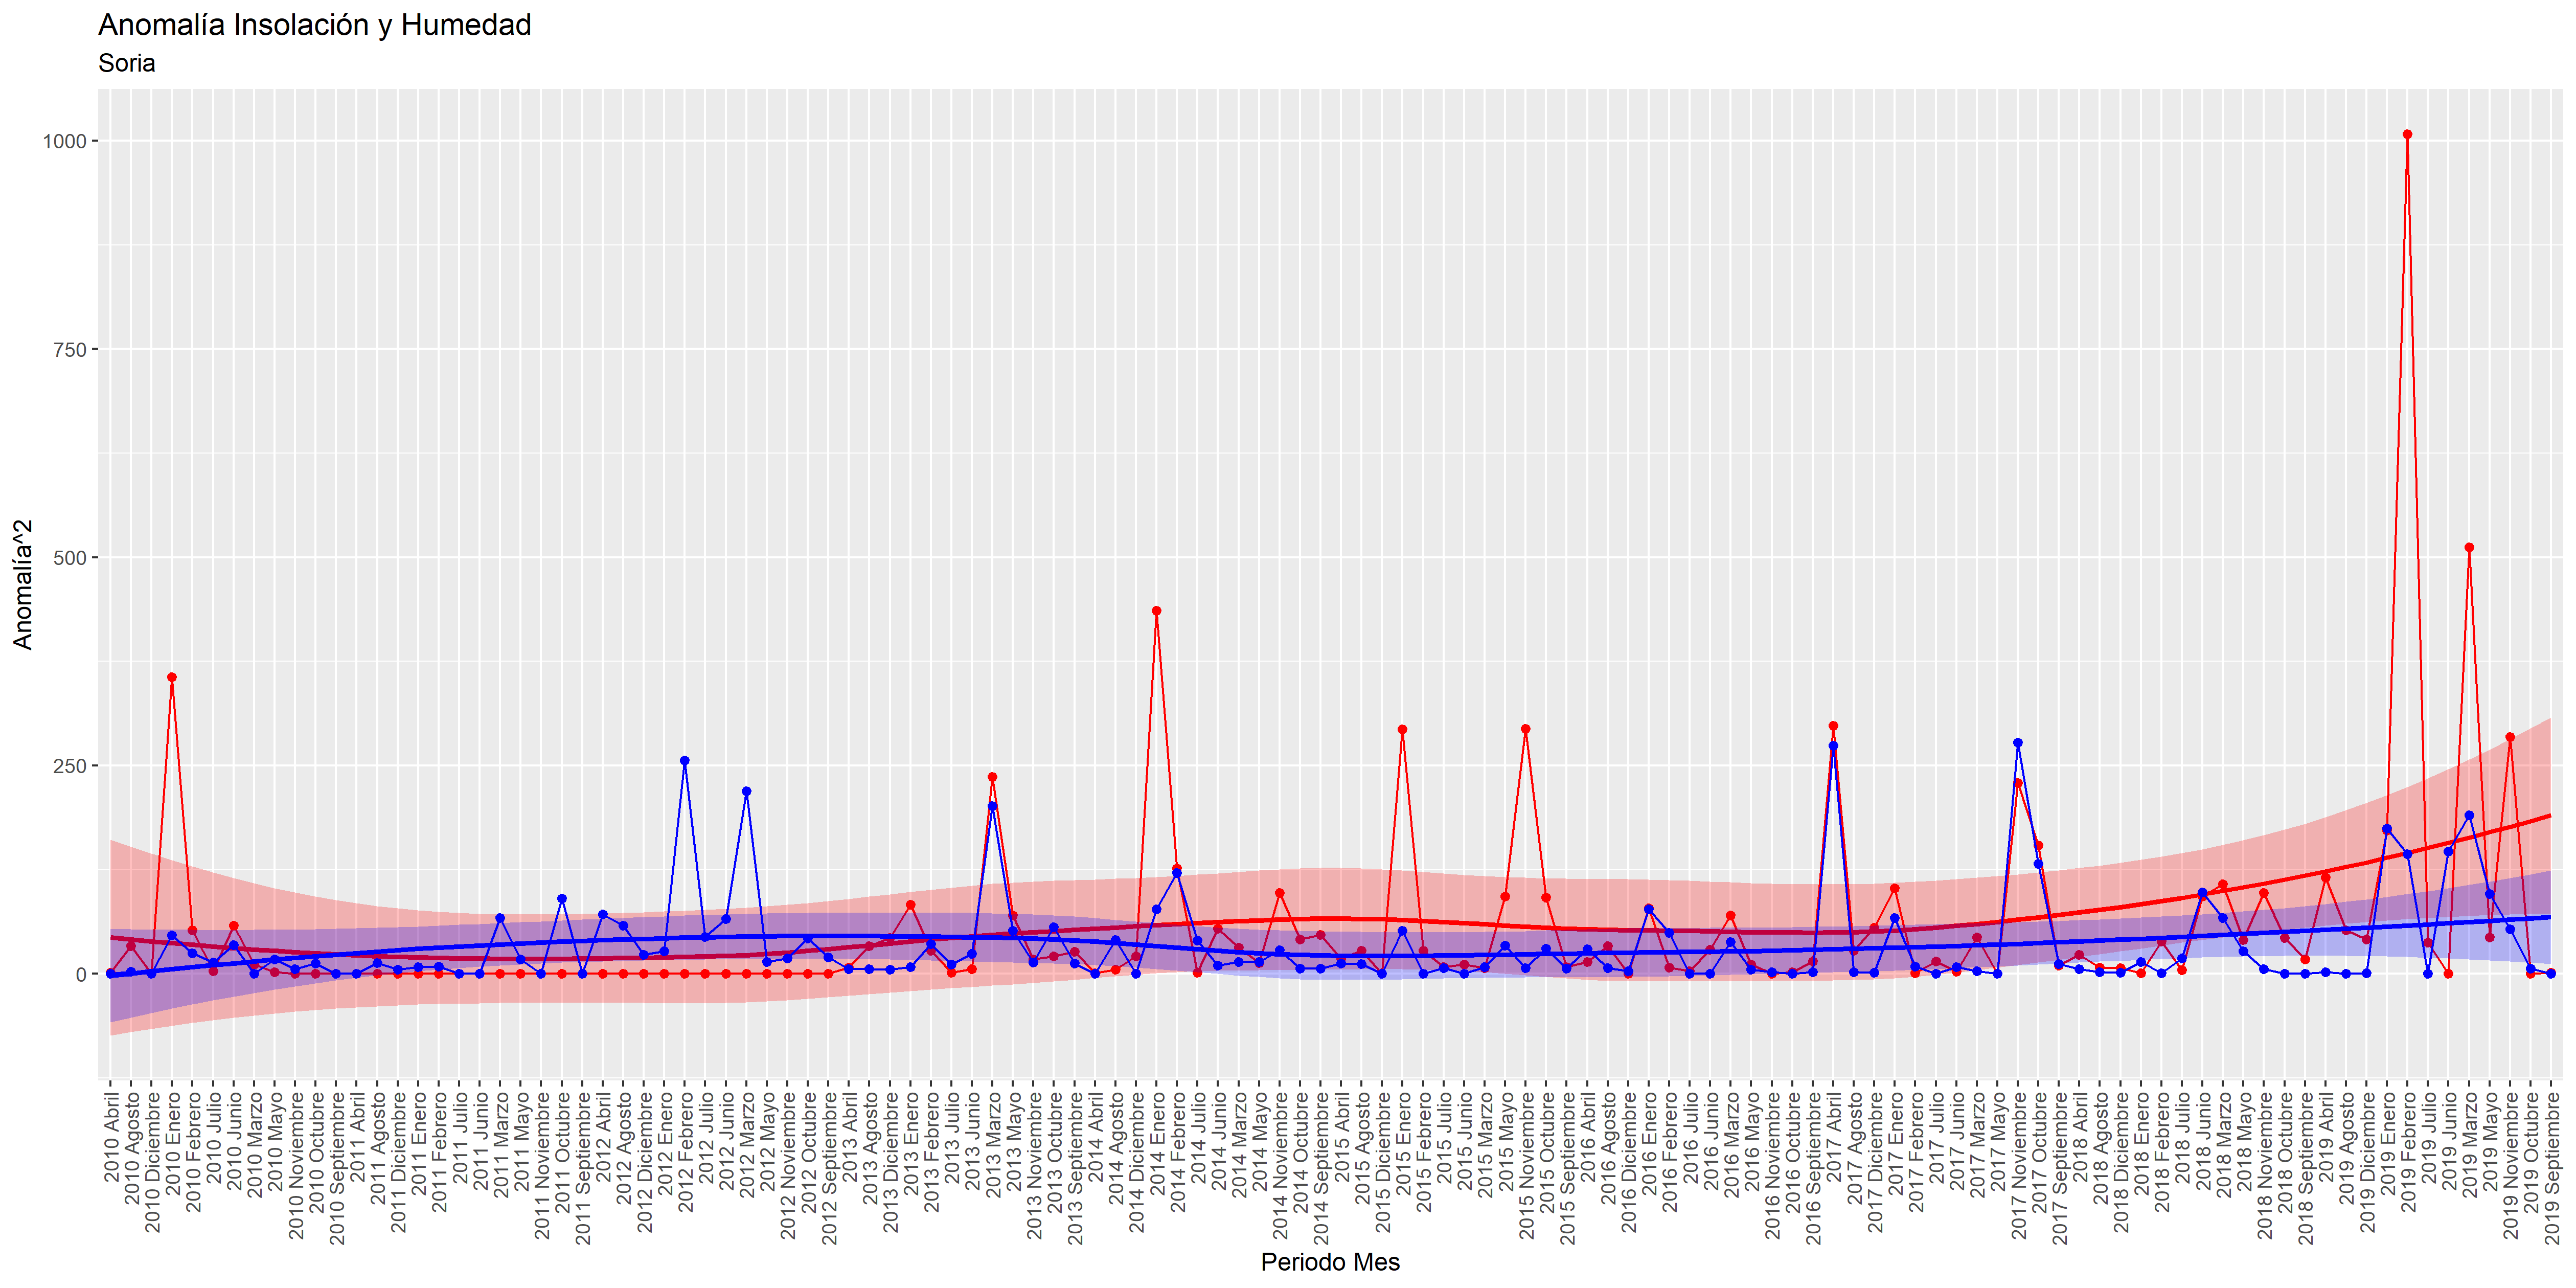 Anomalía Insolación y Humedad
Soria
Anomalía^2
1000
750
500
250
0
2010 Abril
2010 Agosto
2010 Diciembre
2010 Enero
2010 Febrero
2010 Julio
2010 Junio
2010 Marzo
2010 Mayo
2010 Noviembre
2010 Octubre
2010 Septiembre
2011 Abril
2011 Agosto
2011 Diciembre
2011 Enero
2011 Febrero
2011 Julio
2011 Junio
2011 Marzo
2011 Mayo
2011 Noviembre
2011 Octubre
2011 Septiembre
2012 Abril
2012 Agosto
2012 Diciembre
2012 Enero
2012 Febrero
2012 Julio
2012 Junio
2012 Marzo
2012 Mayo
2012 Noviembre
2012 Octubre
2012 Septiembre
2013 Abril
2013 Agosto
2013 Diciembre
2013 Enero
2013 Febrero
2013 Julio
2013 Junio
2013 Marzo
2013 Mayo
2013 Noviembre
2013 Octubre
2013 Septiembre
2014 Abril
2014 Agosto
2014 Diciembre
2014 Enero
2014 Febrero
2014 Julio
2014 Junio
2014 Marzo
2014 Mayo
2014 Noviembre
2014 Octubre
2014 Septiembre
2015 Abril
2015 Agosto
2015 Diciembre
2015 Enero
2015 Febrero
2015 Julio
2015 Junio
2015 Marzo
2015 Mayo
2015 Noviembre
2015 Octubre
2015 Septiembre
2016 Abril
2016 Agosto
2016 Diciembre
2016 Enero
2016 Febrero
2016 Julio
2016 Junio
2016 Marzo
2016 Mayo
2016 Noviembre
2016 Octubre
2016 Septiembre
2017 Abril
2017 Agosto
2017 Diciembre
2017 Enero
2017 Febrero
2017 Julio
2017 Junio
2017 Marzo
2017 Mayo
2017 Noviembre
2017 Octubre
2017 Septiembre
2018 Abril
2018 Agosto
2018 Diciembre
2018 Enero
2018 Febrero
2018 Julio
2018 Junio
2018 Marzo
2018 Mayo
2018 Noviembre
2018 Octubre
2018 Septiembre
2019 Abril
2019 Agosto
2019 Diciembre
2019 Enero
2019 Febrero
2019 Julio
2019 Junio
2019 Marzo
2019 Mayo
2019 Noviembre
2019 Octubre
2019 Septiembre
Periodo Mes